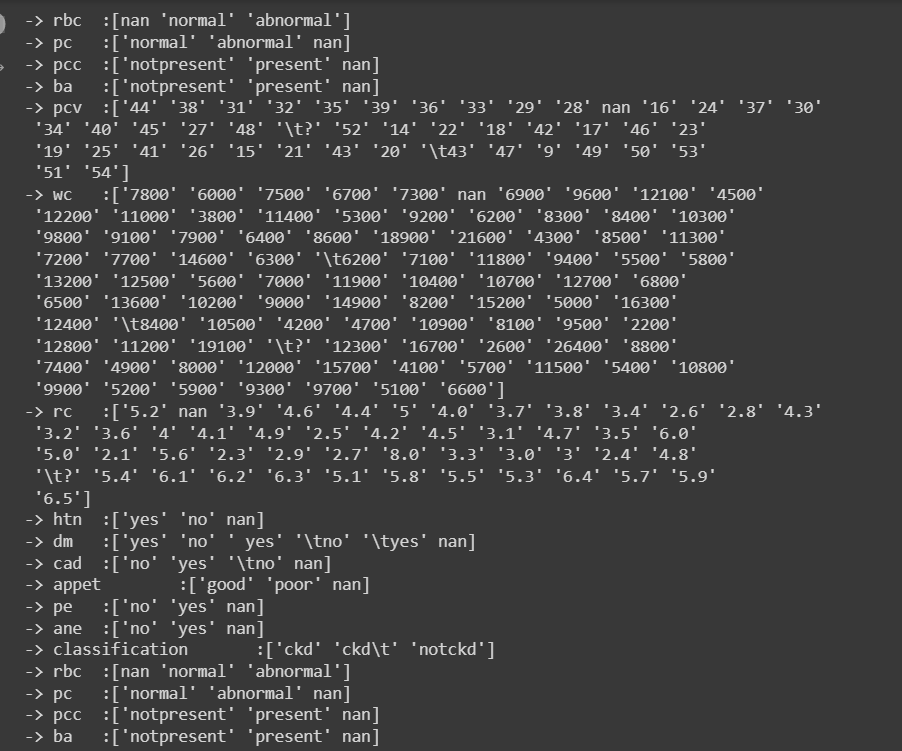 -> rbc  :[nan 'normal' 'abnormal']
-> pc   :['normal' 'abnormal' nan]
-> pcc  :['notpresent' 'present' nan]
-> ba   :['notpresent' 'present' nan]
-> pcv  :['44' '38' '31' '32' '35' '39' '36' '33' '29' '28' nan '16' '24' '37' '30'
'34' '40' '45' '27' '48' '\t?' '52' '14' '22' '18' '42' '17' '46' '23'
'19' '25' '41' '26' '15' '21' '43' '20' '\t43' '47' '9' '49' '50' '53'
'51' '54']
-> wc   :['7800' '6000' '7500' '6700' '7300' nan '6900' '9600' '12100' '4500'
'12200' '11000' '3800' '11400' '5300' '9200' '6200' '8300' '8400' '10300'
'9800' '9100' '7900' '6400' '8600' '18900' '21600' '4300' '8500' '11300'
'7200' '7700' '14600' '6300' '\t6200' '7100' '11800' '9400' '5500' '5800'
'13200' '12500' '5600' '7000' '11900' '10400' '10700' '12700' '6800'
'6500' '13600' '10200' '9000' '14900' '8200' '15200' '5000' '16300'
'12400' '\t8400' '10500' '4200' '4700' '10900' '8100' '9500' '2200'
'12800' '11200' '19100' '\t?' '12300' '16700' '2600' '26400' '8800'
'7400' '4900' '8000' '12000' '15700' '4100' '5700' '11500' '5400' '10800'
'9900' '5200' '5900' '9300' '9700' '5100' '6600']
-> rc   :['5.2' nan '3.9' '4.6' '4.4' '5' '4.0' '3.7' '3.8' '3.4' '2.6' '2.8' '4.3'
'3.2' '3.6' '4' '4.1' '4.9' '2.5' '4.2' '4.5' '3.1' '4.7' '3.5' '6.0'
'5.0' '2.1' '5.6' '2.3' '2.9' '2.7' '8.0' '3.3' '3.0' '3' '2.4' '4.8'
'\t?' '5.4' '6.1' '6.2' '6.3' '5.1' '5.8' '5.5' '5.3' '6.4' '5.7' '5.9'
'6.5']
-> htn  :['yes' 'no' nan]
-> dm   :['yes' 'no' ' yes' '\tno' '\tyes' nan]
-> cad  :['no' 'yes' '\tno' nan]
-> appet        :['good' 'poor' nan]
-> pe   :['no' 'yes' nan]
-> ane  :['no' 'yes' nan]
-> classification       :['ckd' 'ckd\t' 'notckd']
-> rbc  :[nan 'normal' 'abnormal']
-> pc   :['normal' 'abnormal' nan]
-> pcc  :['notpresent' 'present' nan]
-> ba   :['notpresent' 'present' nan]